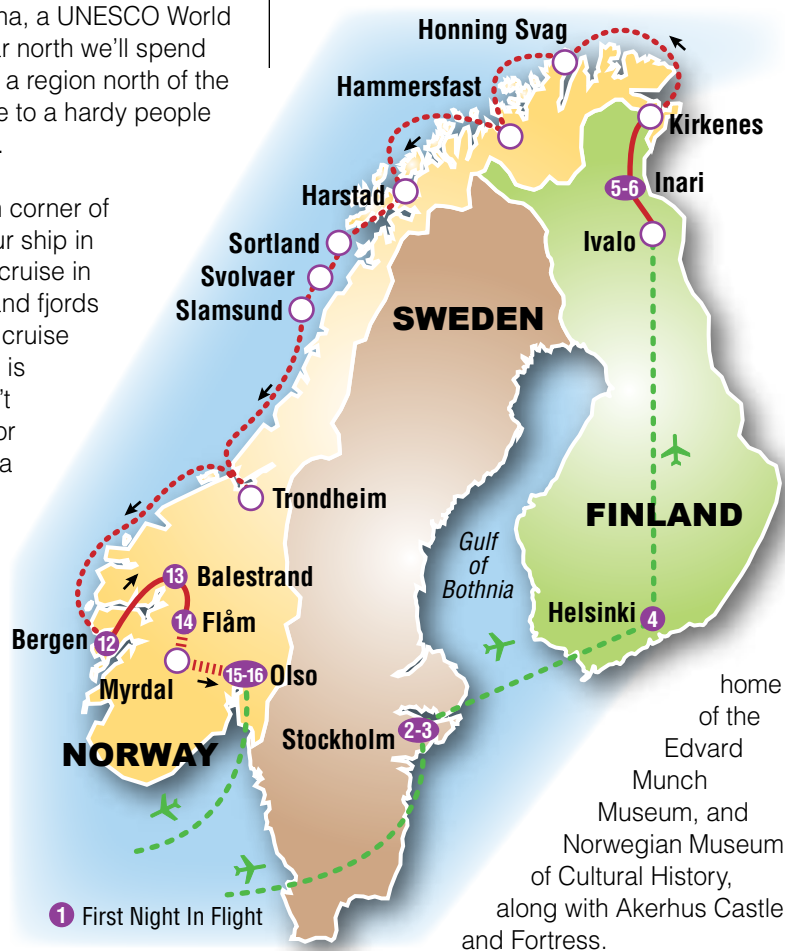 na, a UNESCO World
ar north we'll spend
a region north of the
e to a hardy people
.
n corner of
ur ship in
cruise in
and fjords
cruise
is
't
or
a
Honning Svag
Hammersfast
Kirkenes
5-6 Inari
Harstad
Ivalo
Sortland
Svolvaer
Slamsund
SWEDEN
Trondheim
FINLAND
Gulf
of
Bothnia
13 Balestrand
Helsinki 4
14 Flåm
Bergen 12
Myrdal
15-16 Olso
Stockholm 2-3
NORWAY
home
of the
Edvard
Munch
Museum, and
Norwegian Museum
of Cultural History,
along with Akerhus Castle
and Fortress.
1 First Night In Flight